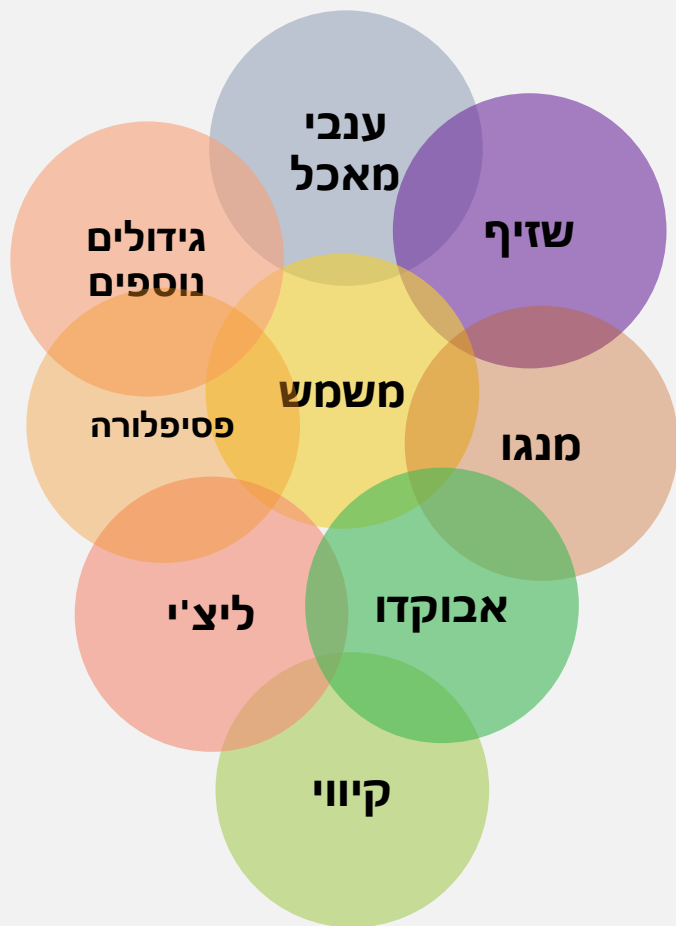 ענבי
מאכל
שזיף
גידולים
נוספים
משמש
מנגו
פסיפלורה
אבוקדו
ליצ'י
קיווי